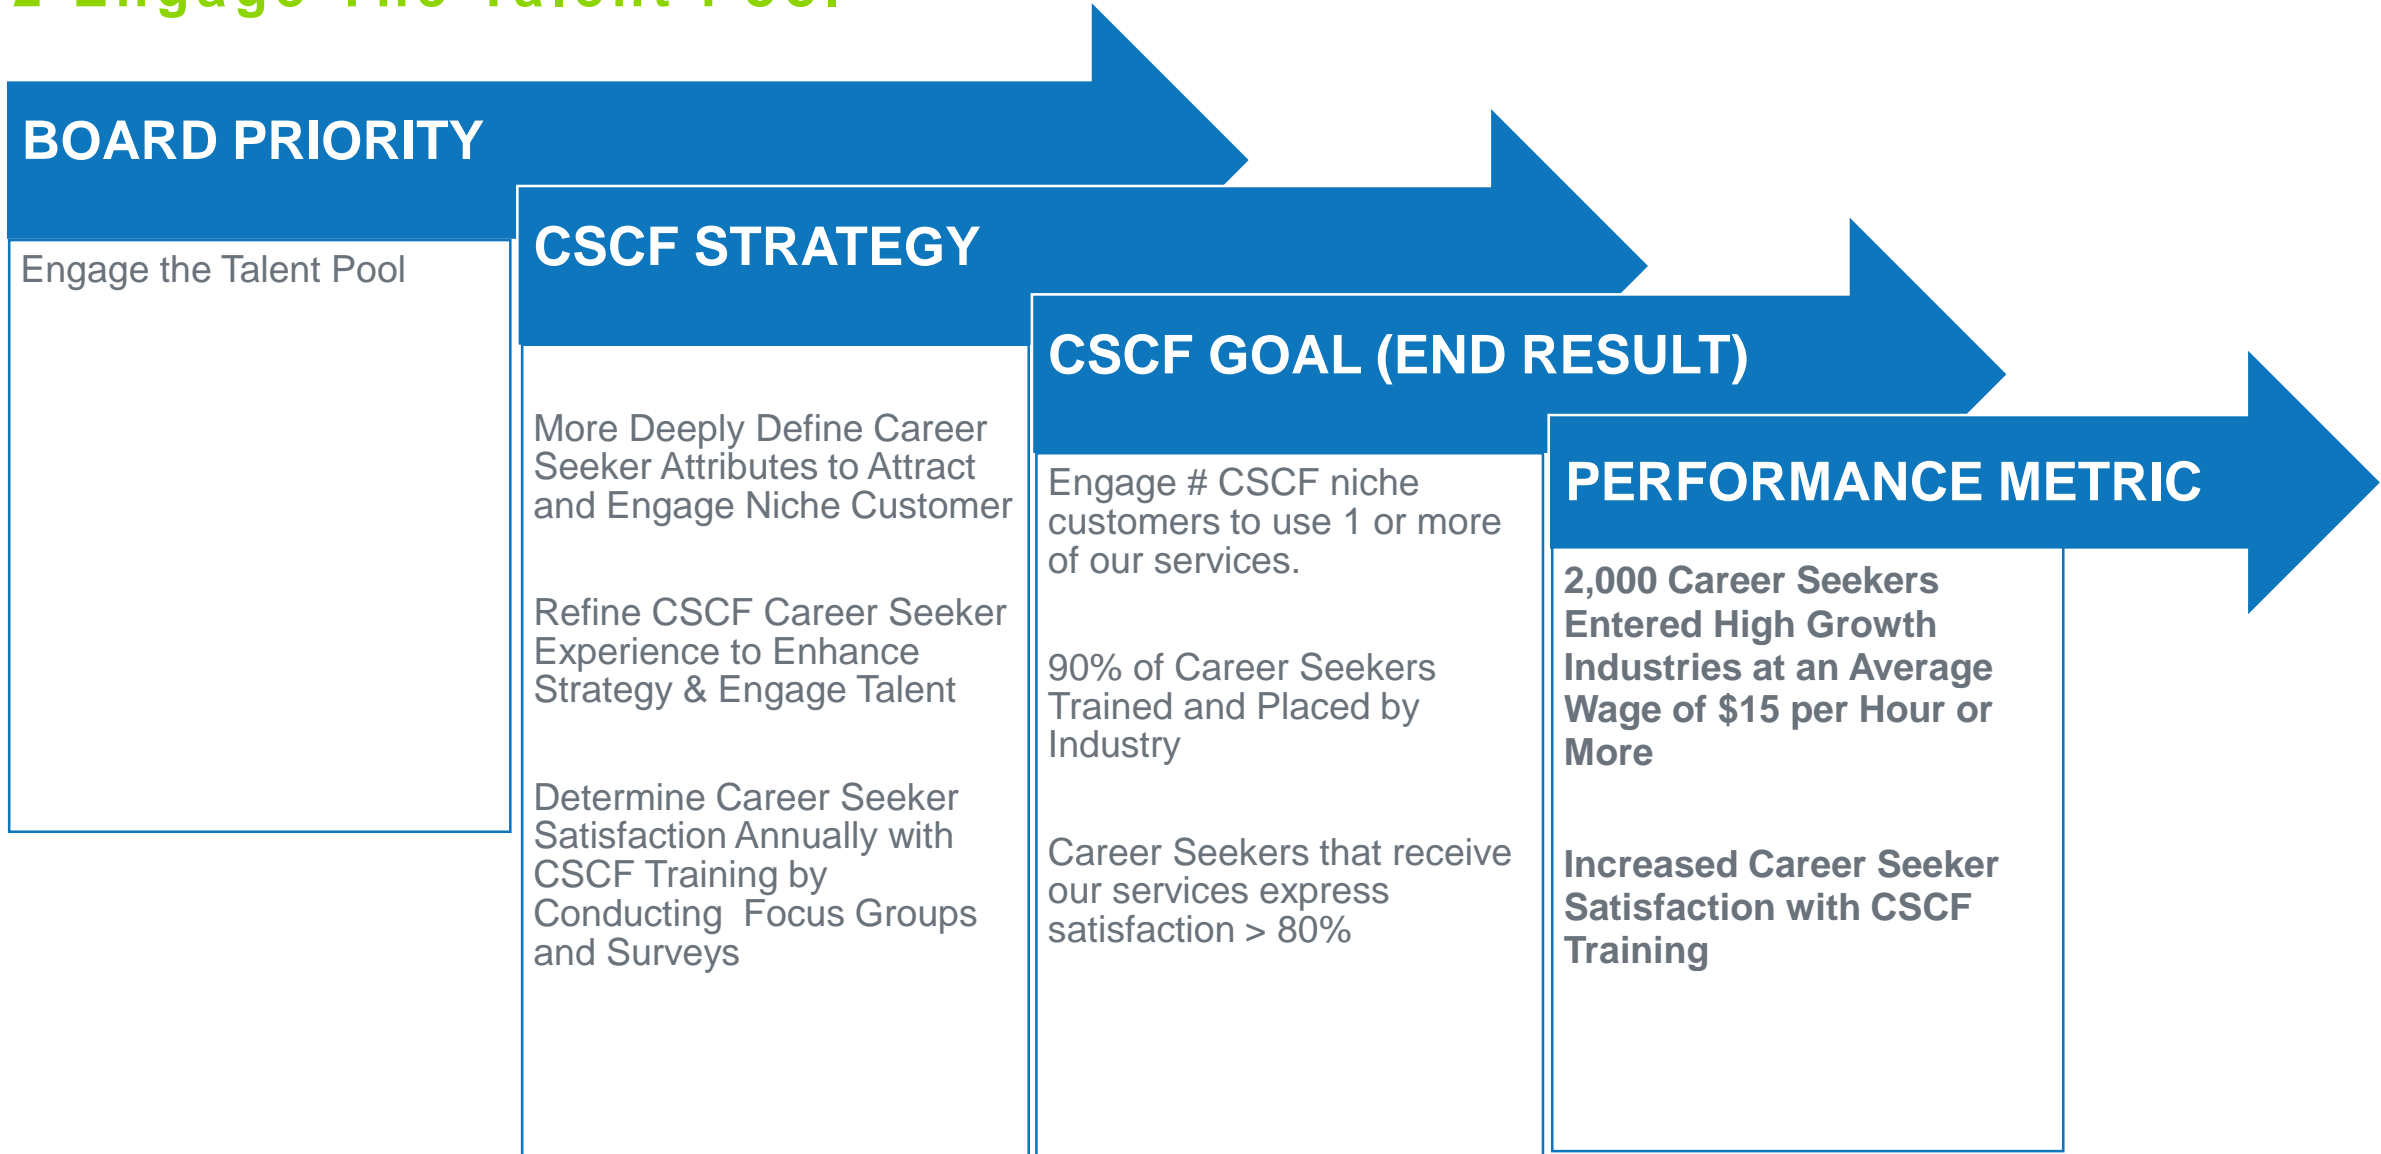 2 Engage The Talent Pool
BOARD PRIORITY
Engage the Talent Pool
CSCF STRATEGY
More Deeply Define Career
Seeker Attributes to Attract
and Engage Niche Customer
Refine CSCF Career Seeker
Experience to Enhance
Strategy & Engage Talent
Determine Career Seeker
Satisfaction Annually with
CSCF Training by
Conducting  Focus Groups
and Surveys
CSCF GOAL (END RESULT)
Engage # CSCF niche
customers to use 1 or more
of our services.
90% of Career Seekers
Trained and Placed by
Industry
Career Seekers that receive
our services express
satisfaction > 80%
PERFORMANCE METRIC
2,000 Career Seekers
Entered High Growth
Industries at an Average
Wage of $15 per Hour or
More
Increased Career Seeker
Satisfaction with CSCF
Training